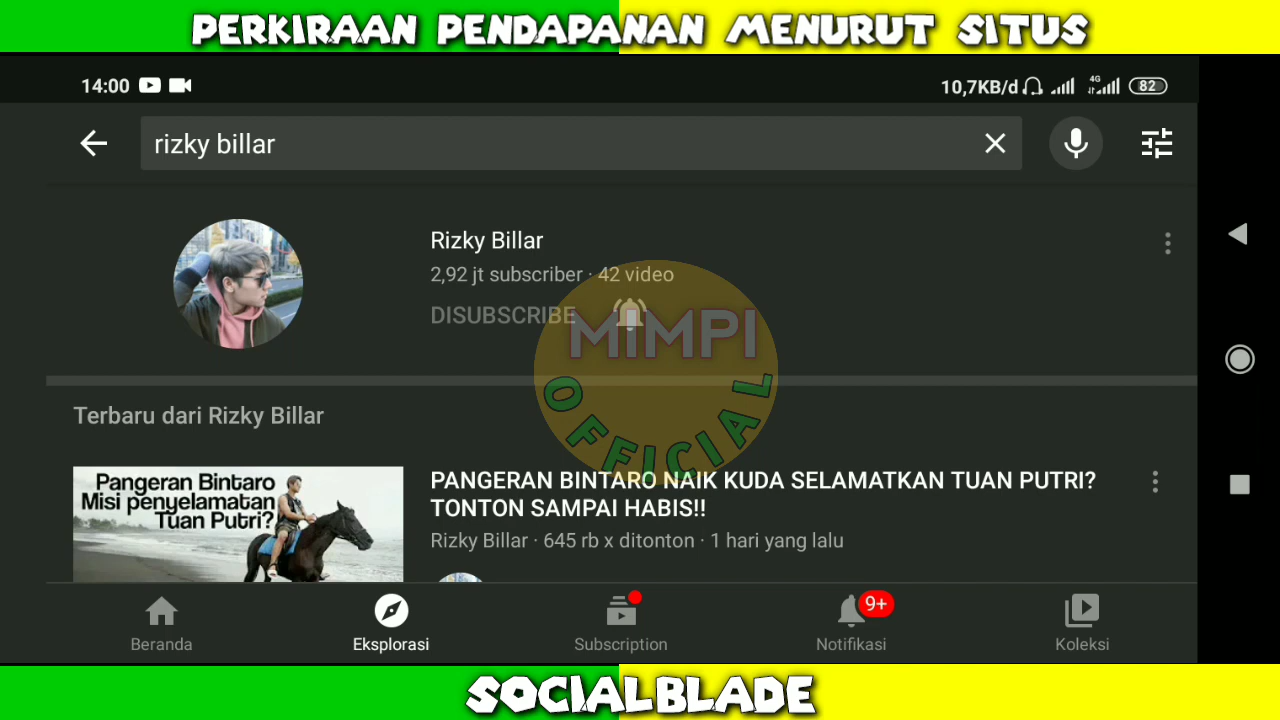 PERKIRAAN PENDAPANAN MENURUT SITUS
14:00
10,7KB/d 4G 82
rizky billar
Rizky Billar
2,92 jt subscriber · 42 video
DISUBSCRIBE
MIMPI
OFFICIAL
Terbaru dari Rizky Billar
Pangeran Bintaro
Misi penyelamatan
Tuan Putri?
PANGERAN BINTARO NAIK KUDA SELAMATKAN TUAN PUTRI?
TONTON SAMPAI HABIS!!
Rizky Billar · 645 rb x ditonton · 1 hari yang lalu
9+
Beranda
Eksplorasi
Subscription
Notifikasi
Koleksi
SOCIALBLADE